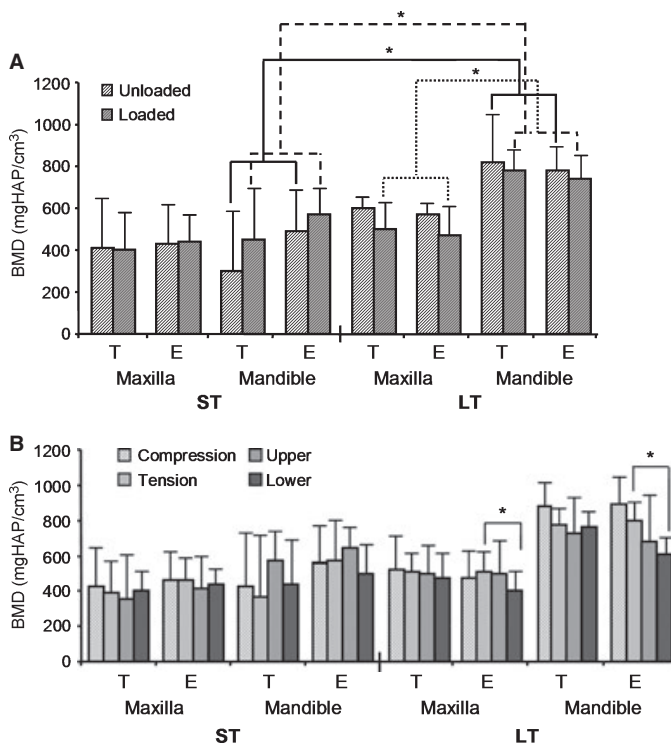 *
*
A
1200
Unloaded
*
1000
Loaded
800
BMD (mgHAP/cm³)
600
400
200
0
T E T E T E T E
Maxilla Mandible Maxilla Mandible
ST LT
B
1200
Compression Upper
*
1000
Tension Lower
800
*
BMD (mgHAP/cm³)
600
400
200
0
T E T E T E T E
Maxilla Mandible Maxilla Mandible
ST LT